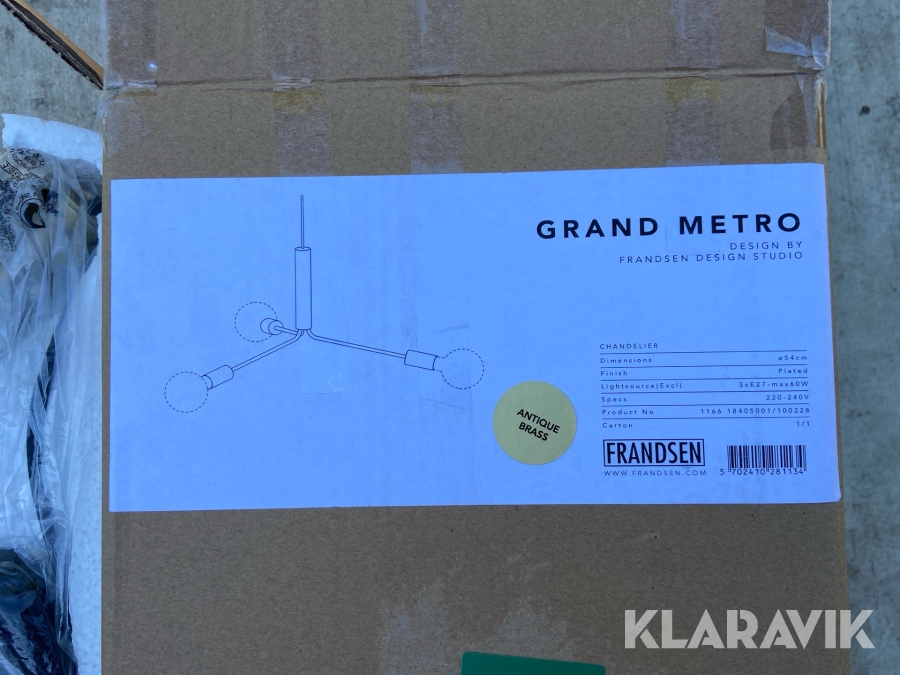 GRAND METRO
DESIGN BY
FRANDSEN DESIGN STUDIO
CHANDELIER
Dimensions ø54cm
Finish Plated
Lightsource(Excl) 3xE27-max60W
Specs 220-240V
Product No 1166 18405001/100228
Carton 1/1
ANTIQUE
BRASS
FRANDSEN
WWW.FRANDSEN.COM
5 702410 281134
KLARAVIK